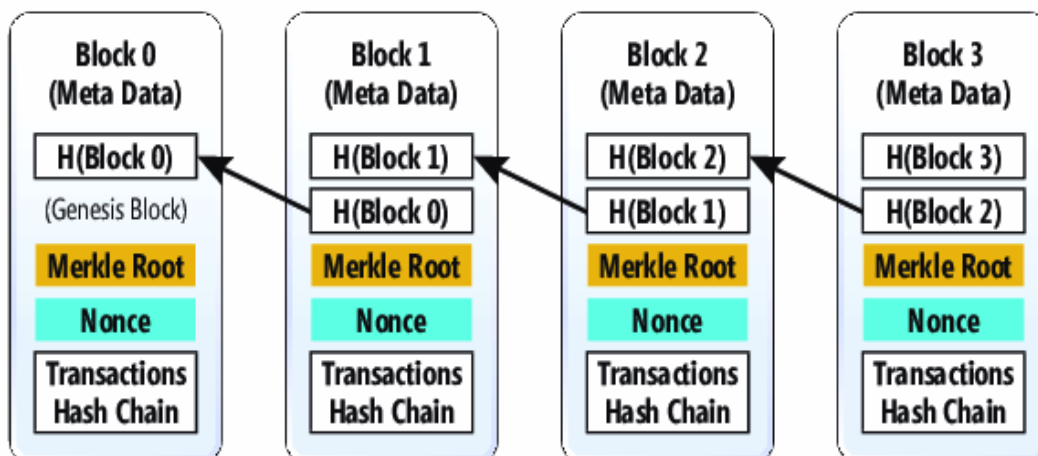 Block 0
(Meta Data)
H(Block 0)
(Genesis Block)
Merkle Root
Nonce
Transactions
Hash Chain
Block 1
(Meta Data)
H(Block 1)
H(Block 0)
Merkle Root
Nonce
Transactions
Hash Chain
Block 2
(Meta Data)
H(Block 2)
H(Block 1)
Merkle Root
Nonce
Transactions
Hash Chain
Block 3
(Meta Data)
H(Block 3)
H(Block 2)
Merkle Root
Nonce
Transactions
Hash Chain